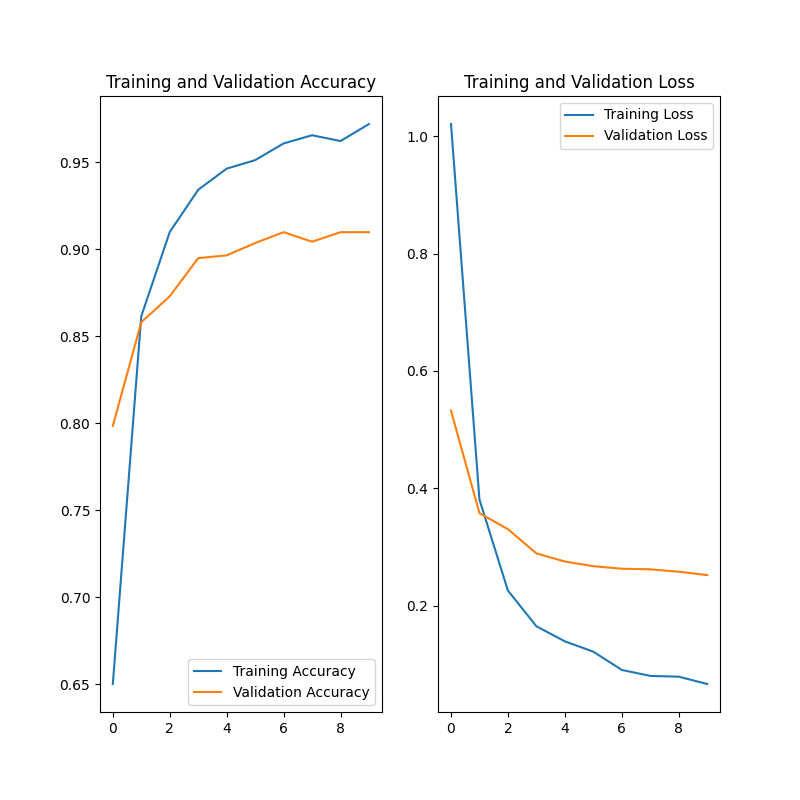 Training and Validation Accuracy
0.95
0.90
0.85
0.80
0.75
0.70
0.65
Training Accuracy
Validation Accuracy
0 2 4 6 8
Training and Validation Loss
Training Loss
Validation Loss
1.0
0.8
0.6
0.4
0.2
0 2 4 6 8